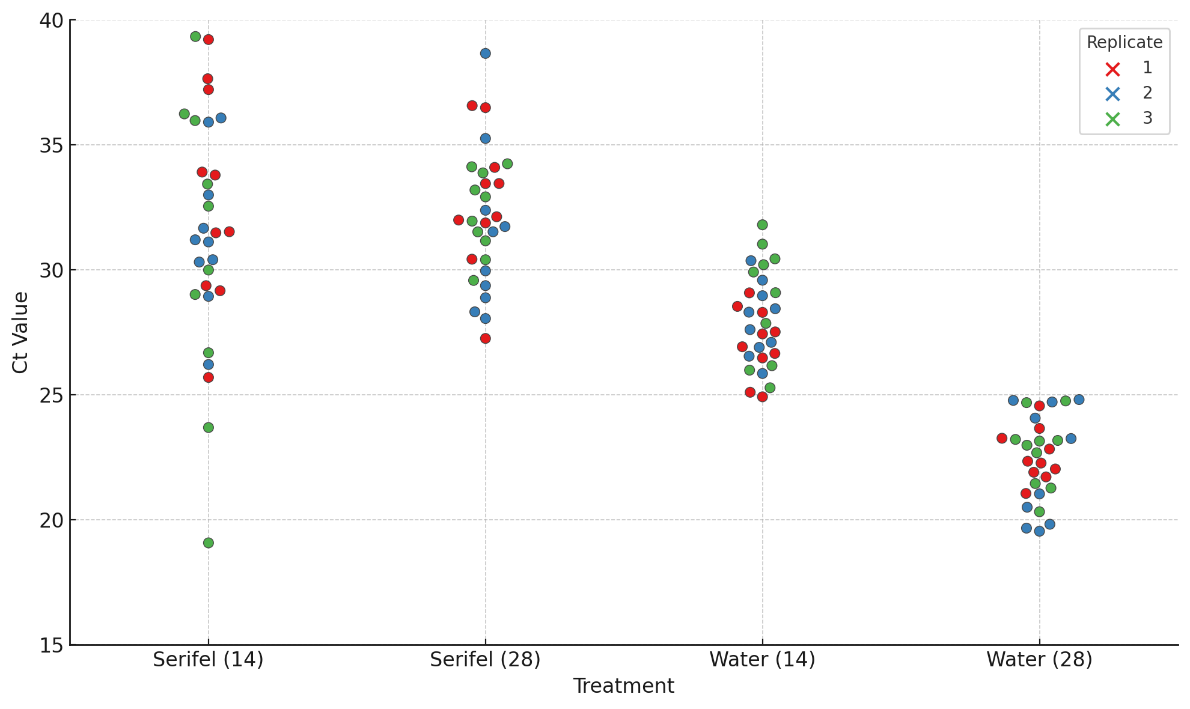 40
35
30
25
20
15
Ct Value
Serifel (14)
Serifel (28)
Water (14)
Water (28)
Treatment
Replicate
1
2
3